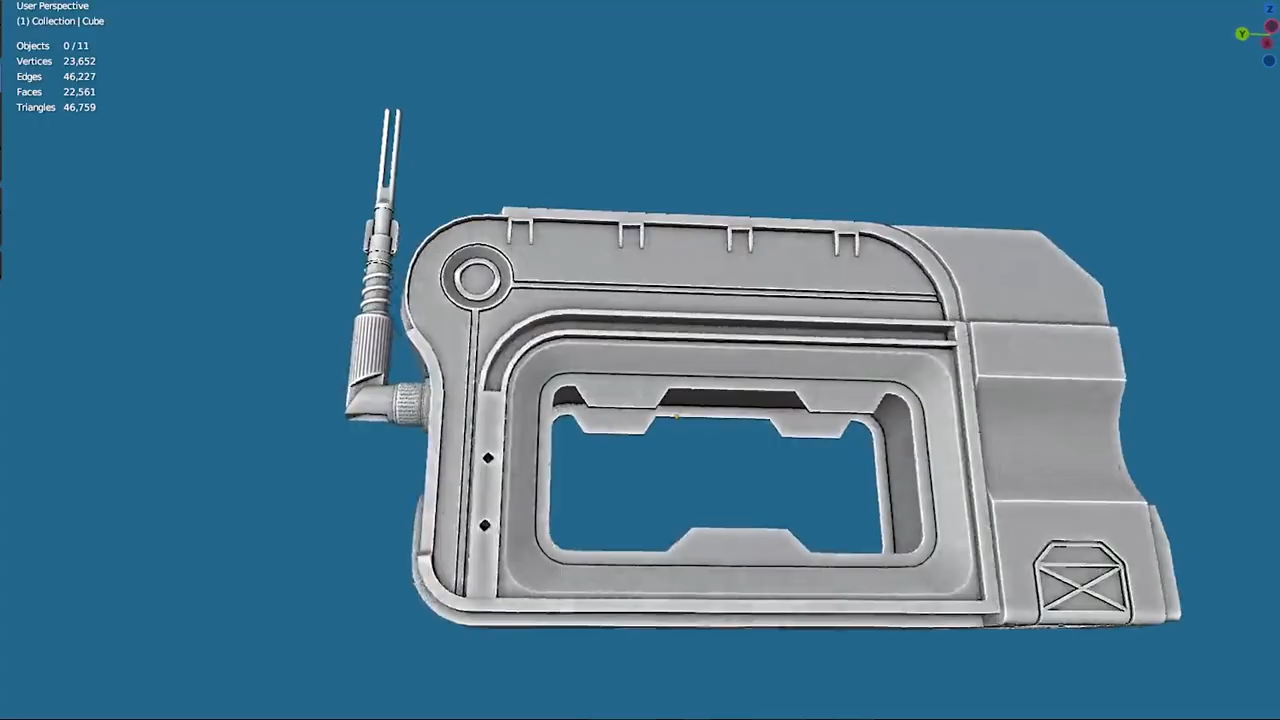 User Perspective
(1) Collection | Cube
Objects 0/11
Vertices 23,652
Edges 46,227
Faces 22,561
Triangles 46,759
Z
Y
X